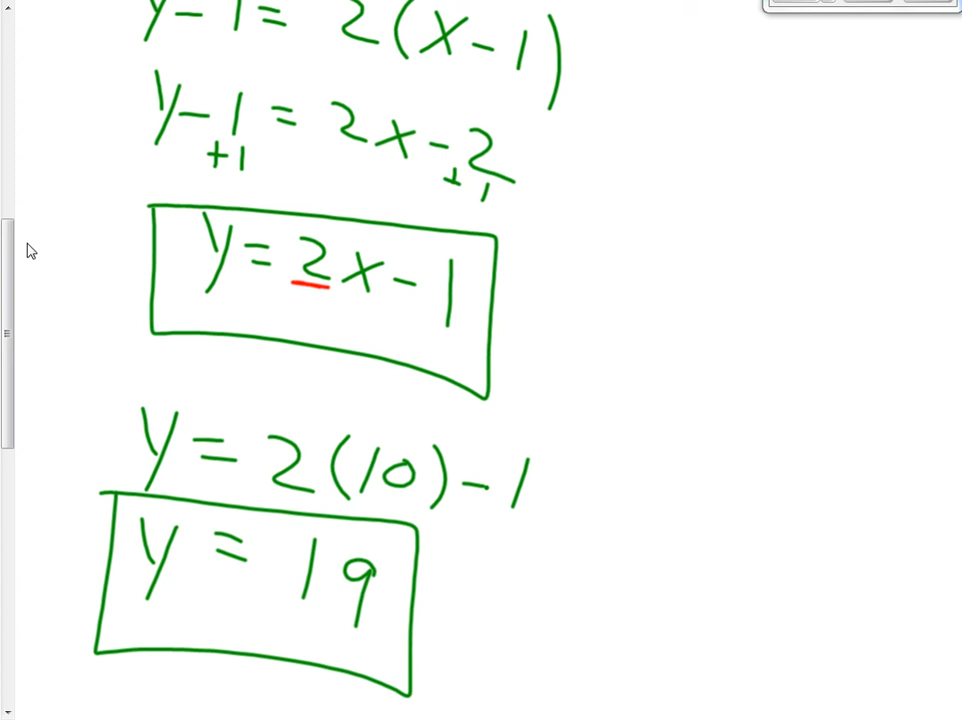 y-1 = 2(x-1)
y-1 = 2x-2
+1 +1
y = 2x-1
y = 2(10)-1
y = 19